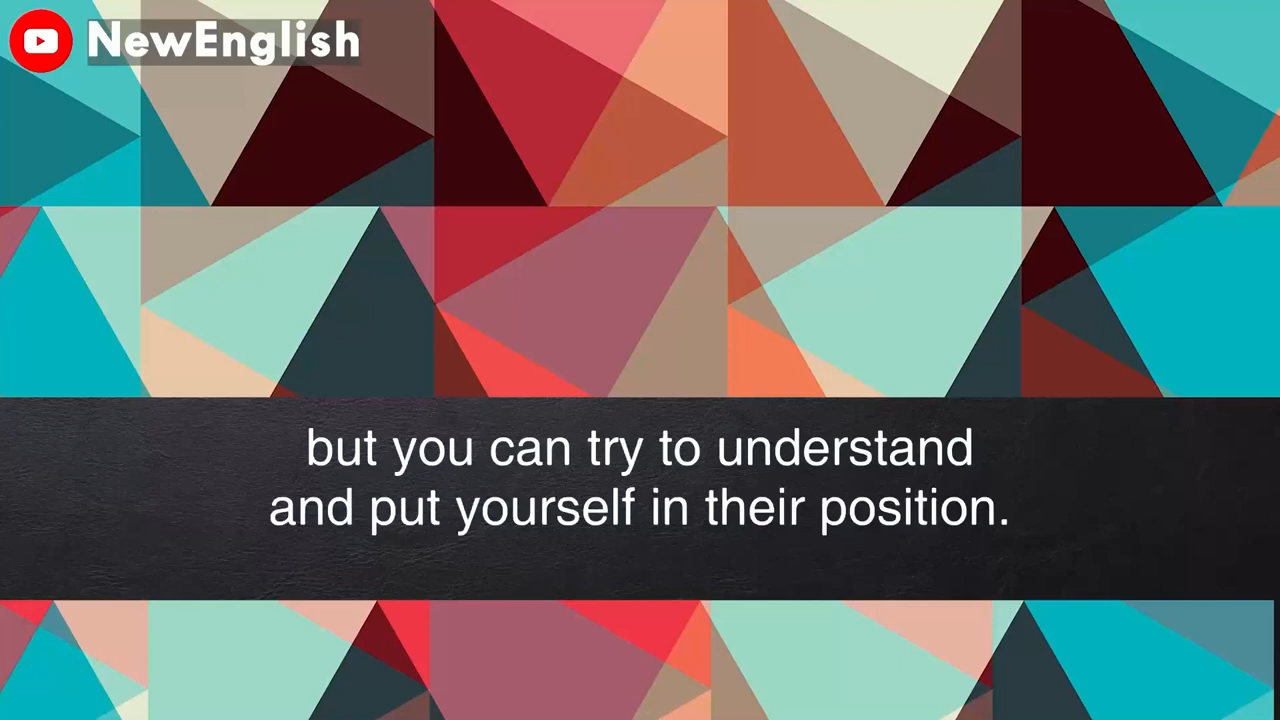 NewEnglish
but you can try to understand
and put yourself in their position.